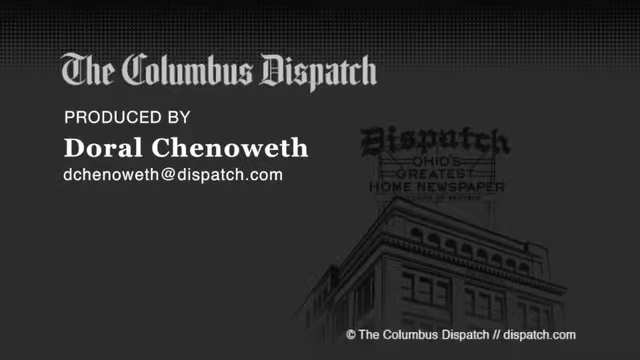 The Columbus Dispatch
PRODUCED BY
Doral Chenoweth
dchenoweth@dispatch.com
Dispatch
OHIO'S
GREATEST
HOME NEWSPAPER
© The Columbus Dispatch // dispatch.com